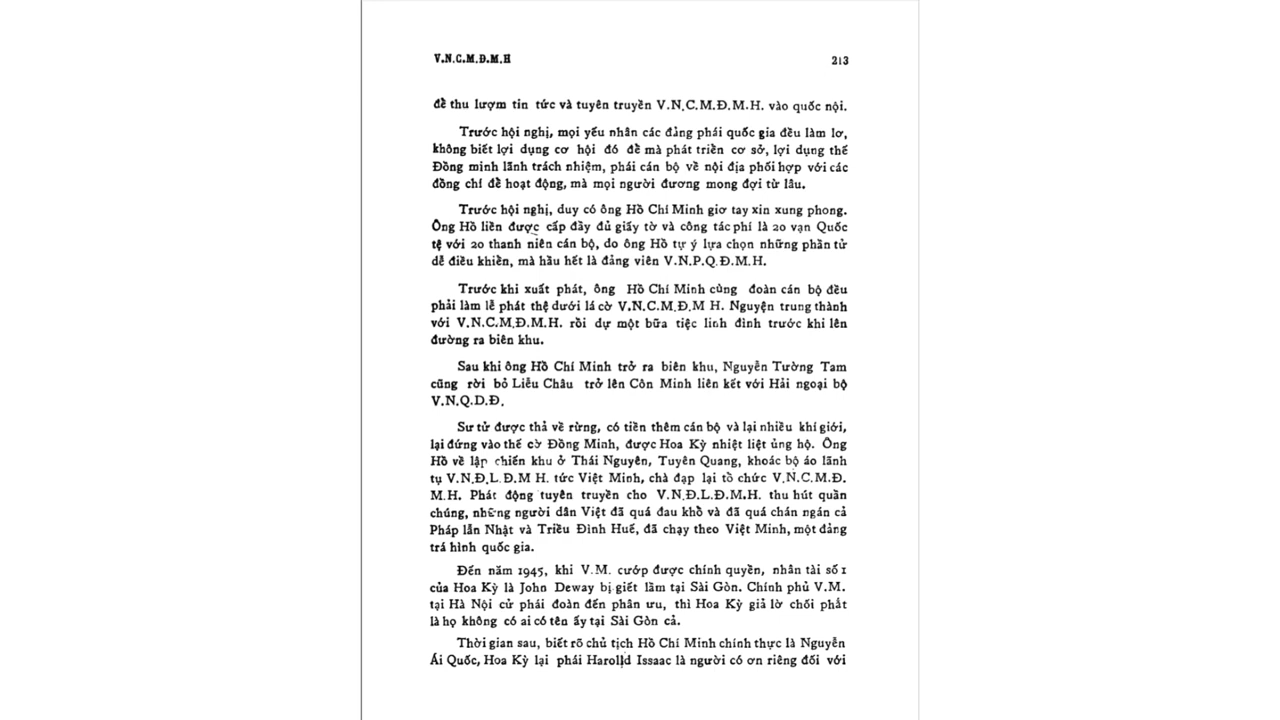 V.N.C.M.Đ.M.H
213
để thu lượm tin tức và tuyên truyền V.N.C.M.Đ.M.H. vào quốc nội.
Trước hội nghị, mọi yếu nhân các đảng phái quốc gia đều làm lơ,
không biết lợi dụng cơ hội đó để mà phát triển cơ sở, lợi dụng thế
Đồng minh lãnh trách nhiệm, phái cán bộ về nội địa phối hợp với các
đồng chí để hoạt động, mà mọi người đương mong đợi từ lâu.
Trước hội nghị, duy có ông Hồ Chí Minh giơ tay xin xung phong.
Ông Hồ liền được cấp đầy đủ giấy tờ và công tác phí là 20 vạn Quốc
tệ với 20 thanh niên cán bộ, do ông Hồ tự ý lựa chọn những phần tử
dễ điều khiển, mà hầu hết là đảng viên V.N.P.Q.Đ.M.H.
Trước khi xuất phát, ông Hồ Chí Minh cùng đoàn cán bộ đều
phải làm lễ phát thệ dưới lá cờ V.N.C.M.Đ.M H. Nguyện trung thành
với V.N.C.M.Đ.M.H. rồi dự một bữa tiệc linh đình trước khi lên
đường ra biên khu.
Sau khi ông Hồ Chí Minh trở ra biên khu, Nguyễn Tường Tam
cũng rời bỏ Liễu Châu trở lên Côn Minh liên kết với Hải ngoại bộ
V.N.Q.D.Đ.
Sư tử được thả về rừng, có tiền thêm cán bộ và lại nhiều khí giới,
lại đứng vào thế cờ Đồng Minh, được Hoa Kỳ nhiệt liệt ủng hộ. Ông
Hồ về lập chiến khu ở Thái Nguyên, Tuyên Quang, khoác bộ áo lãnh
tụ V.N.Đ.L.Đ.M H. tức Việt Minh, chà đạp lại tổ chức V.N.C.M.Đ.
M.H. Phát động tuyên truyền cho V.N.Đ.L.Đ.M.H. thu hút quần
chúng, những người dân Việt đã quá đau khổ và đã quá chán ngán cả
Pháp lẫn Nhật và Triều Đình Huế, đã chạy theo Việt Minh, một đảng
trá hình quốc gia.
Đến năm 1945, khi V.M. cướp được chính quyền, nhân tài số 1
của Hoa Kỳ là John Deway bị giết lầm tại Sài Gòn. Chính phủ V.M.
tại Hà Nội cử phái đoàn đến phân ưu, thì Hoa Kỳ giả lờ chối phắt
là họ không có ai có tên ấy tại Sài Gòn cả.
Thời gian sau, biết rõ chủ tịch Hồ Chí Minh chính thực là Nguyễn
Ái Quốc, Hoa Kỳ lại phái Harolld Issaac là người có ơn riêng đối với